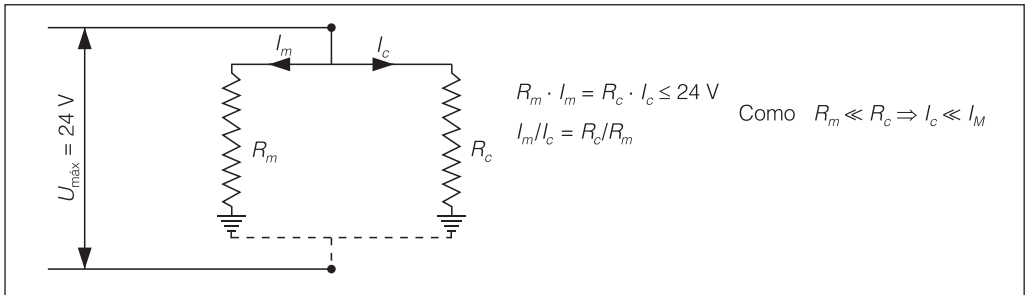 I_m I_c
R_m · I_m = R_c · I_c ≤ 24 V
Como R_m ≪ R_c ⇒ I_c ≪ I_M
I_m/I_c = R_c/R_m
U_máx = 24 V
R_m R_c